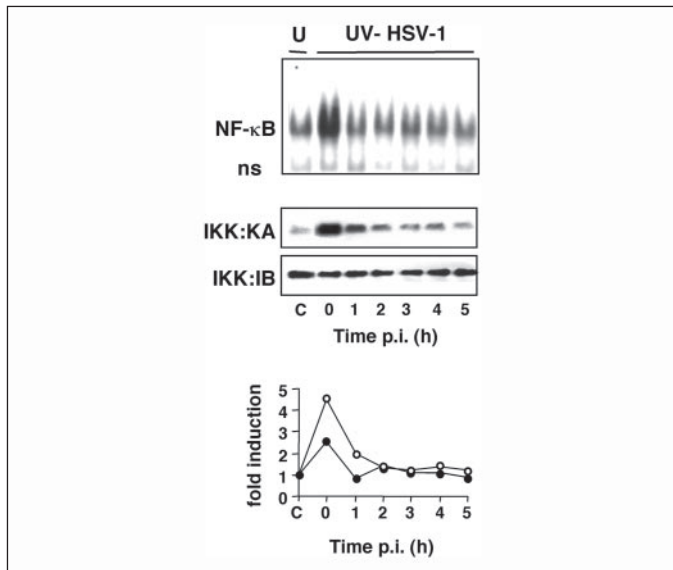 U UV- HSV-1
NF-κB
ns
IKK:KA
IKK:IB
C 0 1 2 3 4 5
Time p.i. (h)
fold induction
5
4
3
2
1
0
C 0 1 2 3 4 5
Time p.i. (h)